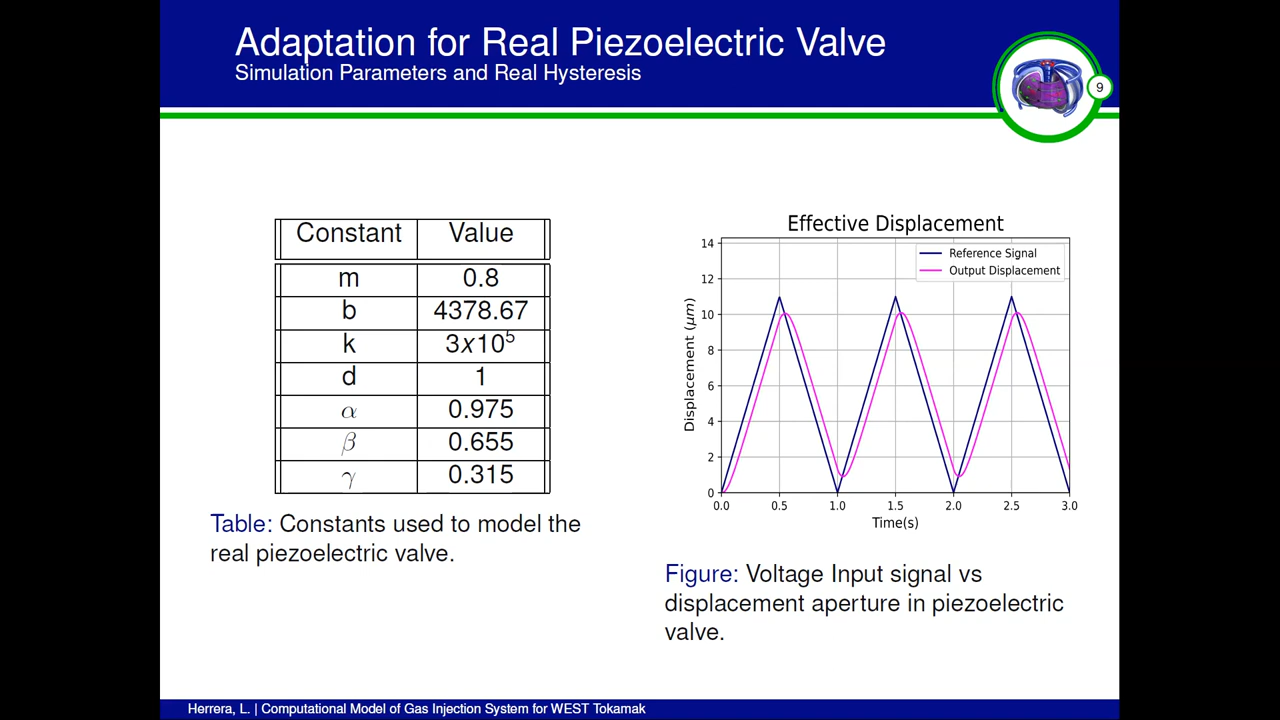 Adaptation for Real Piezoelectric Valve
Simulation Parameters and Real Hysteresis
9
Constant Value
m 0.8
b 4378.67
k 3x10⁵
d 1
α 0.975
β 0.655
γ 0.315
Table: Constants used to model the
real piezoelectric valve.
Effective Displacement
Reference Signal
Output Displacement
Displacement (μm)
14
12
10
8
6
4
2
0
0.0 0.5 1.0 1.5 2.0 2.5 3.0
Time(s)
Figure: Voltage Input signal vs
displacement aperture in piezoelectric
valve.
Herrera, L. | Computational Model of Gas Injection System for WEST Tokamak